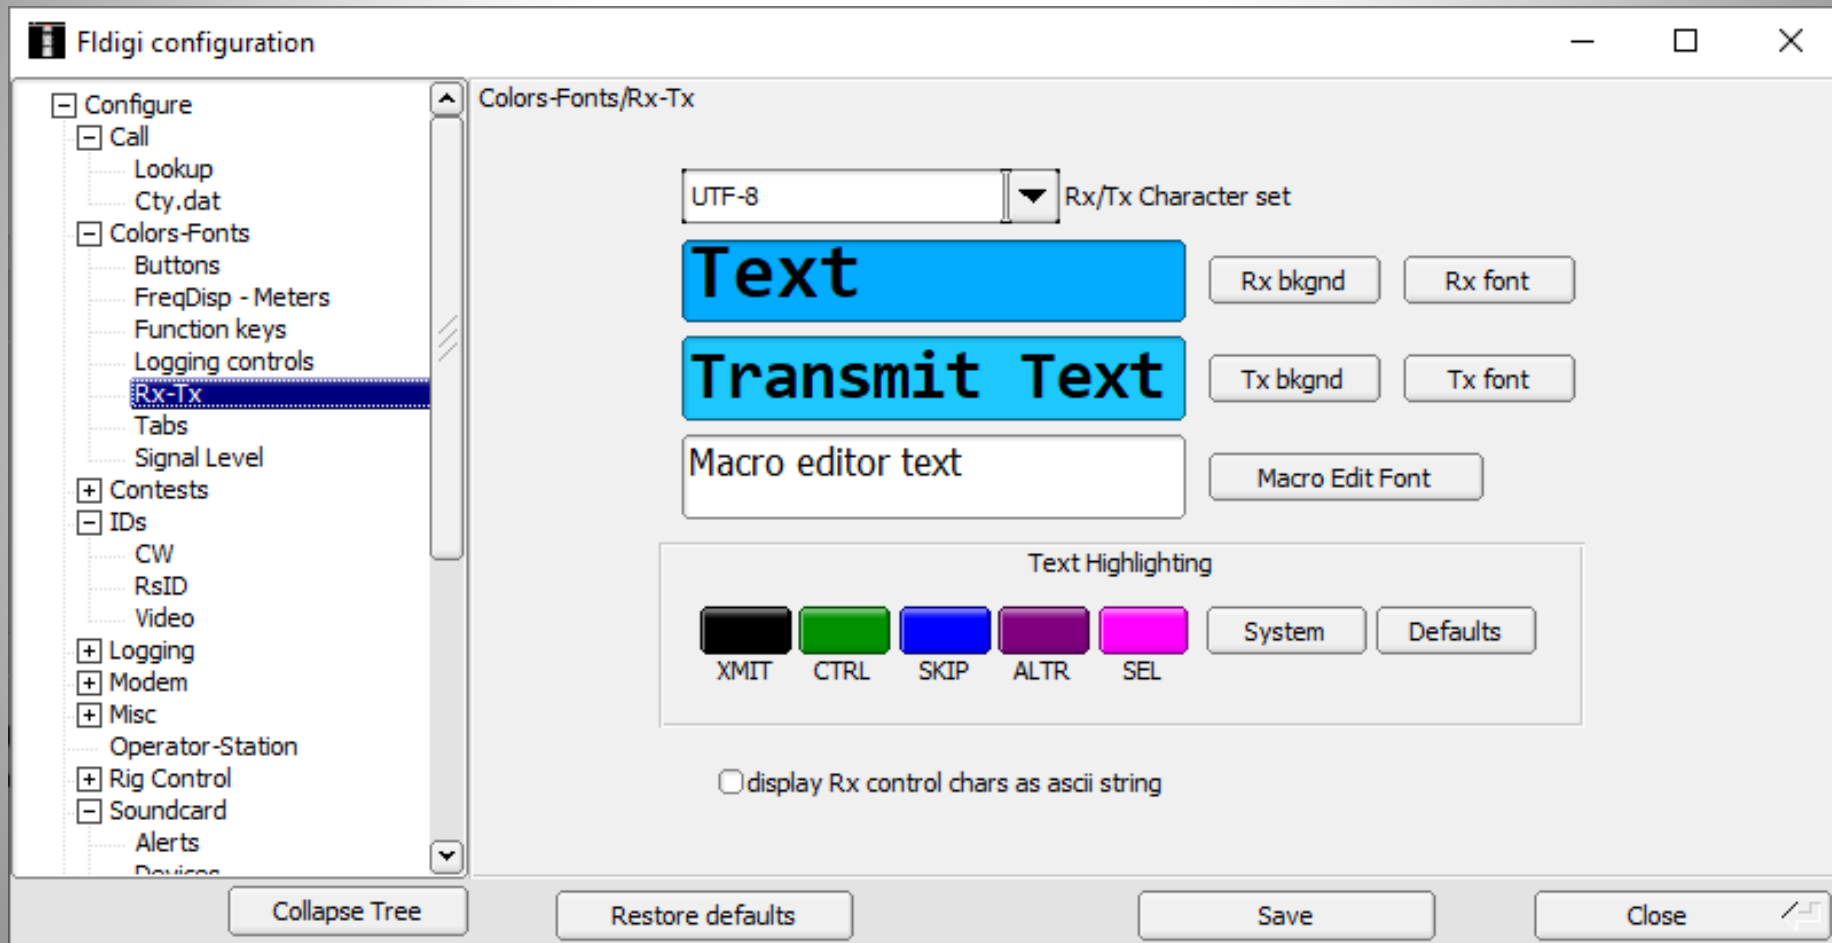 Fldigi configuration
Configure
Call
Lookup
Cty.dat
Colors-Fonts
Buttons
FreqDisp - Meters
Function keys
Logging controls
Rx-Tx
Tabs
Signal Level
Contests
IDs
CW
RsID
Video
Logging
Modem
Misc
Operator-Station
Rig Control
Soundcard
Alerts
Devices
Collapse Tree
Colors-Fonts/Rx-Tx
UTF-8 Rx/Tx Character set
Text Rx bkgnd Rx font
Transmit Text Tx bkgnd Tx font
Macro editor text Macro Edit Font
Text Highlighting
System Defaults
XMIT CTRL SKIP ALTR SEL
display Rx control chars as ascii string
Restore defaults Save Close